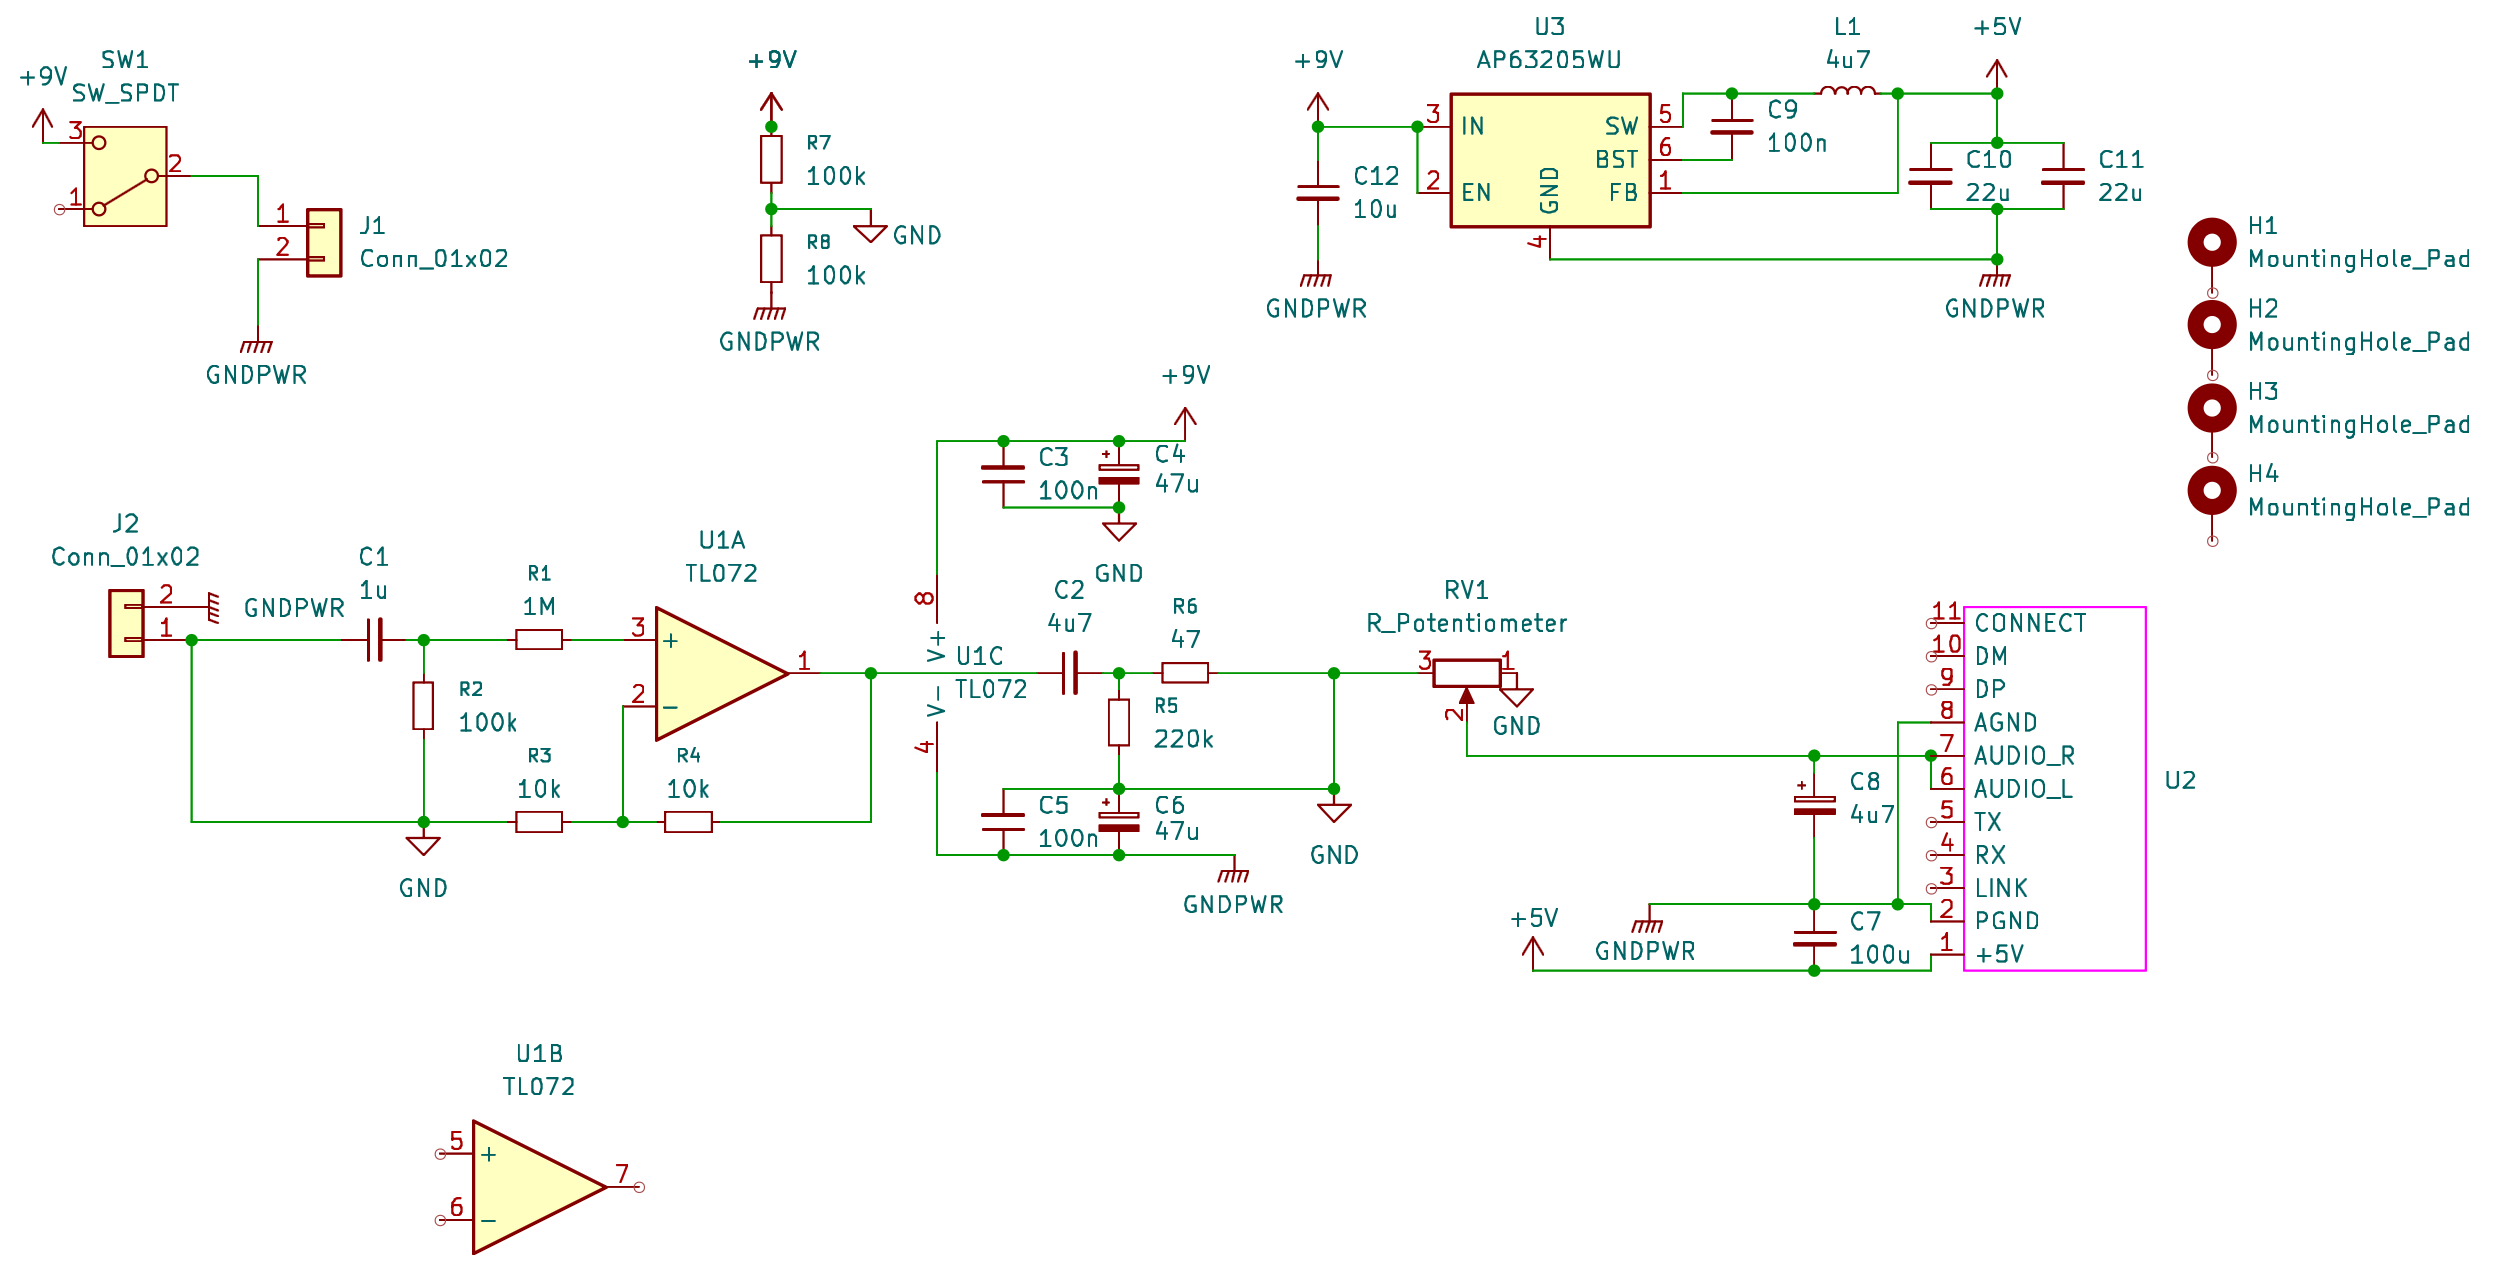 SW1
SW_SPDT
+9V
3
2
1
1
2
J1
Conn_01x02
GNDPWR
+9V
R7
100k
GND
R8
100k
GNDPWR
+9V
C12
10u
GNDPWR
U3
AP63205WU
3
IN
SW
5
BST
6
2
EN
FB
1
GND
4
C9
100n
L1
4u7
+5V
C10
22u
C11
22u
GNDPWR
H1
MountingHole_Pad
H2
MountingHole_Pad
H3
MountingHole_Pad
H4
MountingHole_Pad
J2
Conn_01x02
2
1
GNDPWR
C1
1u
R1
1M
R2
100k
R3
10k
R4
10k
GND
U1A
TL072
3
+
2
−
1
+9V
C3
100n
+
C4
47u
GND
8
V+
U1C
TL072
V-
4
C2
4u7
R6
47
R5
220k
C5
100n
+
C6
47u
GNDPWR
GND
RV1
R_Potentiometer
3
1
2
GND
+
C8
4u7
C7
100u
GNDPWR
+5V
11
CONNECT
10
DM
9
DP
8
AGND
7
AUDIO_R
6
AUDIO_L
5
TX
4
RX
3
LINK
2
PGND
1
+5V
U2
U1B
TL072
5
+
6
−
7